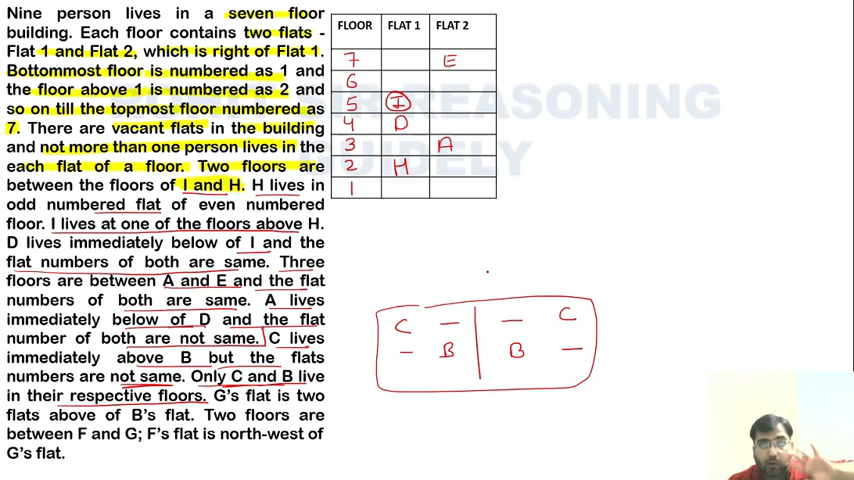 Nine person lives in a seven floor
building. Each floor contains two flats -
Flat 1 and Flat 2, which is right of Flat 1.
Bottommost floor is numbered as 1 and
the floor above 1 is numbered as 2 and
so on till the topmost floor numbered as
7. There are vacant flats in the building
and not more than one person lives in the
each flat of a floor. Two floors are
between the floors of I and H. H lives in
odd numbered flat of even numbered
floor. I lives at one of the floors above H.
D lives immediately below of I and the
flat numbers of both are same. Three
floors are between A and E and the flat
numbers of both are same. A lives
immediately below of D and the flat
number of both are not same. C lives
immediately above B but the flats
numbers are not same. Only C and B live
in their respective floors. G's flat is two
flats above of B's flat. Two floors are
between F and G; F's flat is north-west of
G's flat.
FLOOR FLAT 1 FLAT 2
7 E
6
5 I
4 D
3 A
2 H
1
REASONING
GUIDELY
C — — C
— B B —